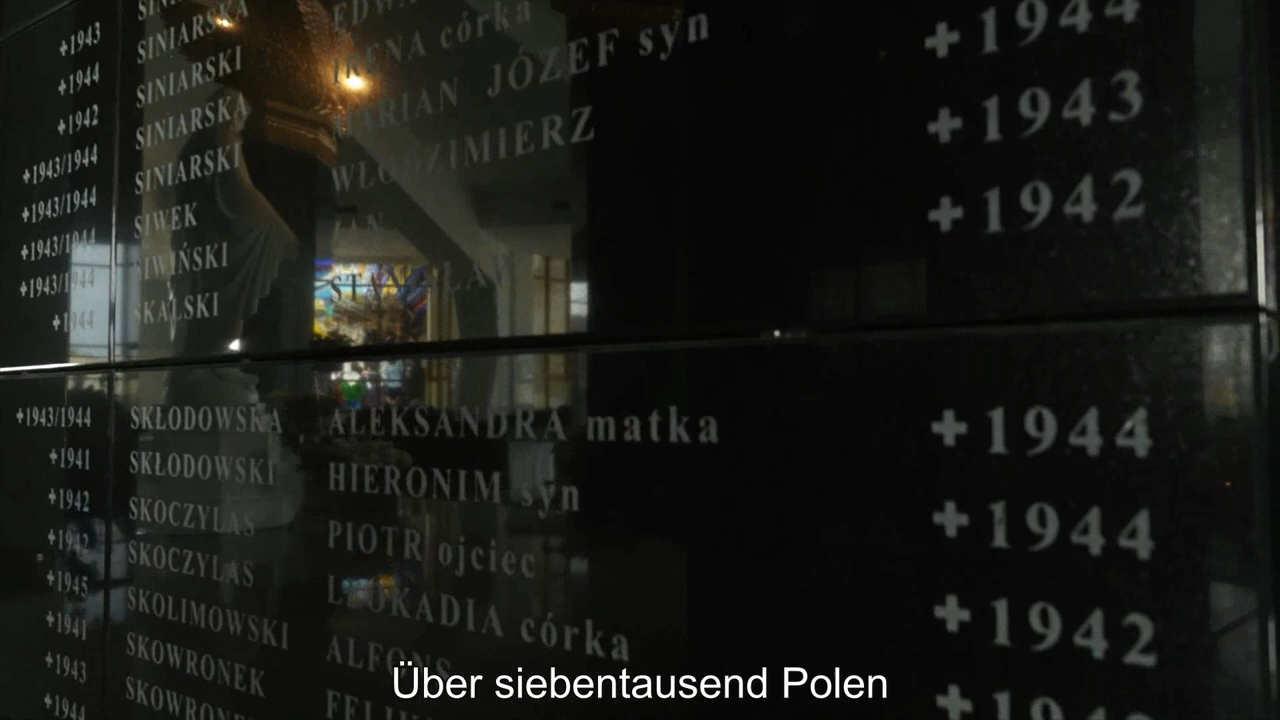 ✝1943 SINIARSKA
✝1944 SINIARSKI
✝1942 SINIARSKA IRENA córka
✝1943/1944 SINIARSKI MARIAN JÓZEF syn
✝1943/1944 SIWEK WŁODZIMIERZ ✝1944
✝1943/1944 SIWIŃSKI JAN ✝1943
✝1943/1944 SKALSKI STANISŁAW ✝1942
✝1944
✝1943/1944 SKŁODOWSKA ALEKSANDRA matka ✝1944
✝1941 SKŁODOWSKI HIERONIM syn ✝1944
✝1942 SKOCZYLAS PIOTR ojciec ✝1942
✝1942 SKOCZYLAS LEOKADIA córka
✝1945 SKOLIMOWSKI ALFONS
✝1941 SKOWRONEK
✝1943
✝1944
Über siebentausend Polen